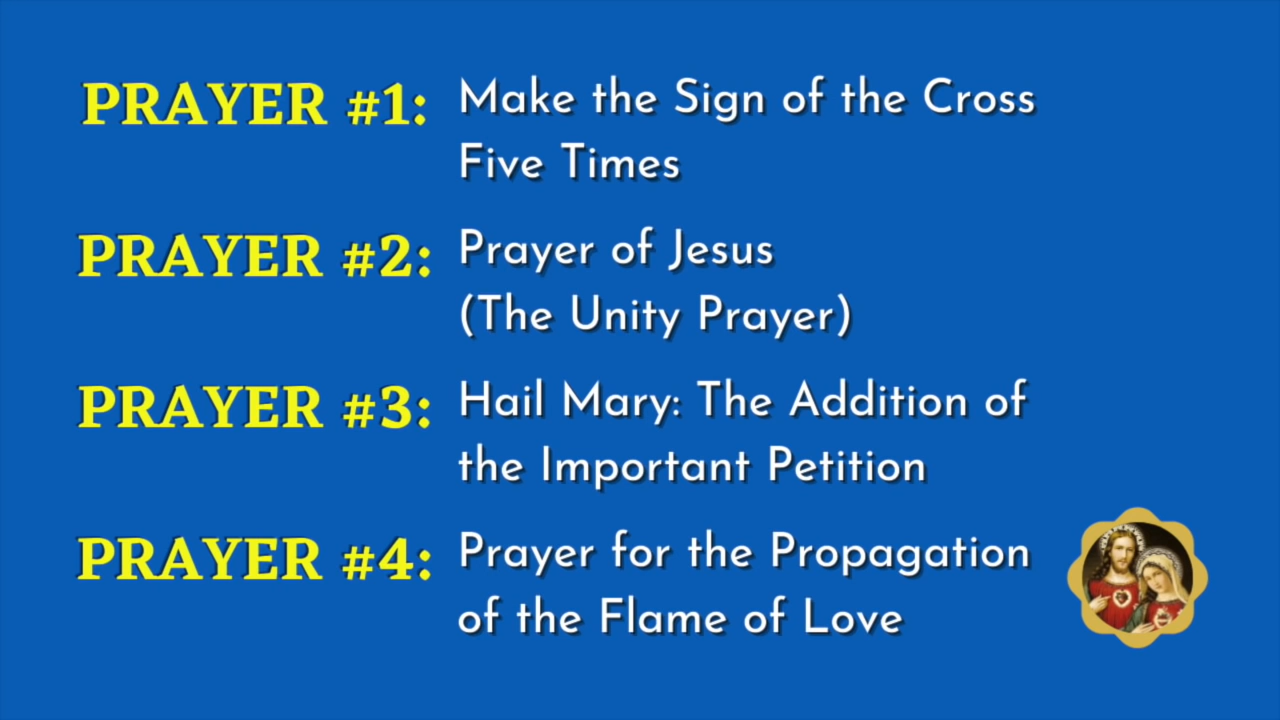 PRAYER #1: Make the Sign of the Cross
Five Times
PRAYER #2: Prayer of Jesus
(The Unity Prayer)
PRAYER #3: Hail Mary: The Addition of
the Important Petition
PRAYER #4: Prayer for the Propagation
of the Flame of Love